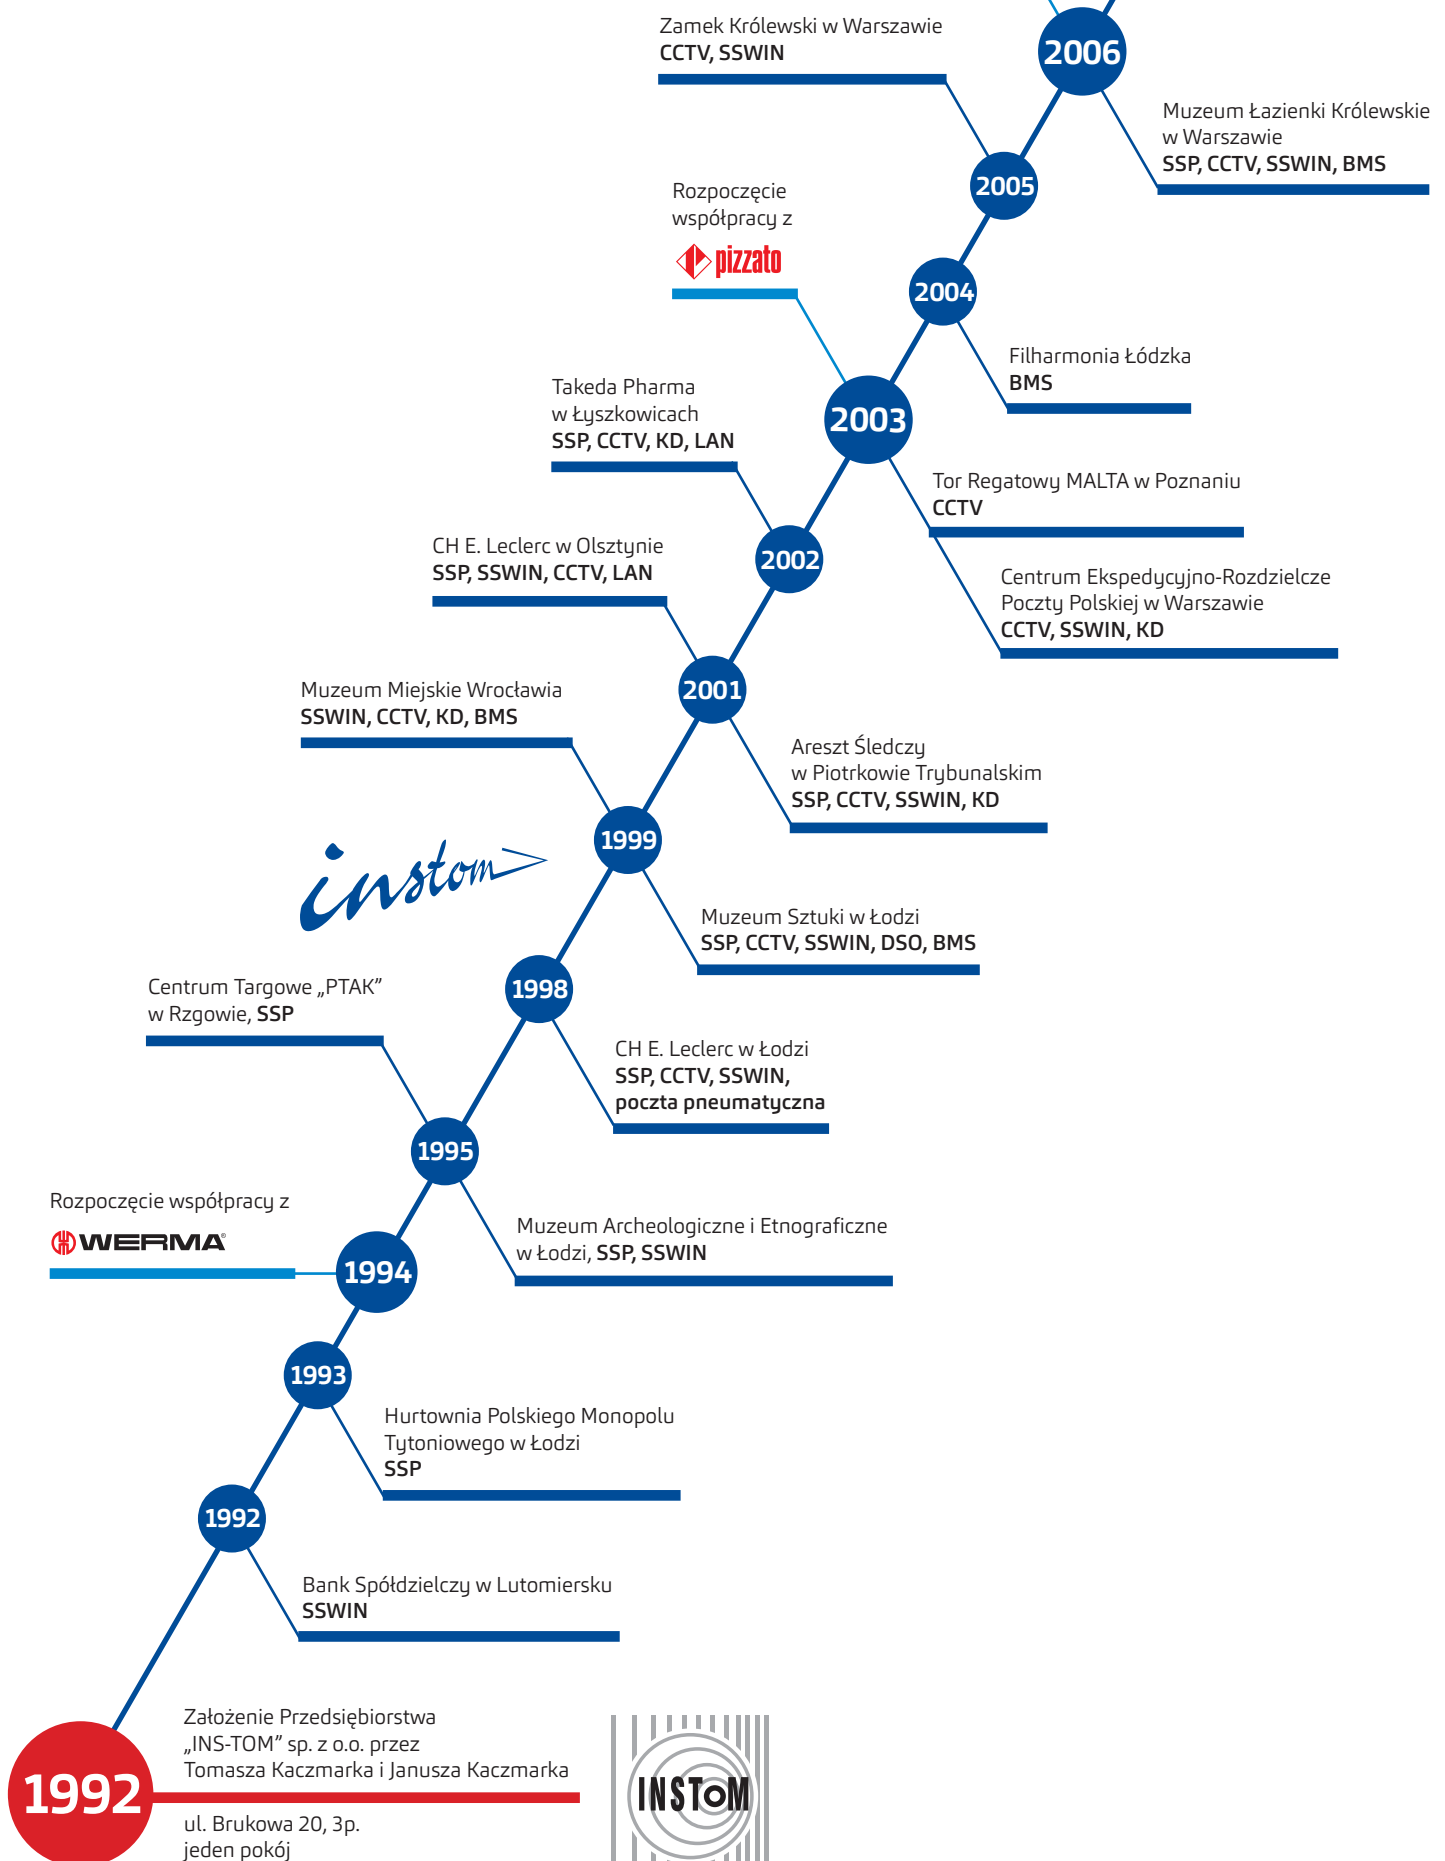 Zamek Królewski w Warszawie
CCTV, SSWIN
2006
Muzeum Łazienki Królewskie
w Warszawie
SSP, CCTV, SSWIN, BMS
2005
Rozpoczęcie
współpracy z
pizzato
2004
Filharmonia Łódzka
BMS
2003
Takeda Pharma
w Łyszkowicach
SSP, CCTV, KD, LAN
Tor Regatowy MALTA w Poznaniu
CCTV
2002
CH E. Leclerc w Olsztynie
SSP, SSWIN, CCTV, LAN
Centrum Ekspedycyjno-Rozdzielcze
Poczty Polskiej w Warszawie
CCTV, SSWIN, KD
2001
Muzeum Miejskie Wrocławia
SSWIN, CCTV, KD, BMS
Areszt Śledczy
w Piotrkowie Trybunalskim
SSP, CCTV, SSWIN, KD
1999
instom
Muzeum Sztuki w Łodzi
SSP, CCTV, SSWIN, DSO, BMS
1998
Centrum Targowe „PTAK”
w Rzgowie, SSP
CH E. Leclerc w Łodzi
SSP, CCTV, SSWIN,
poczta pneumatyczna
1995
Rozpoczęcie współpracy z
WERMA®
Muzeum Archeologiczne i Etnograficzne
w Łodzi, SSP, SSWIN
1994
1993
Hurtownia Polskiego Monopolu
Tytoniowego w Łodzi
SSP
1992
Bank Spółdzielczy w Lutomiersku
SSWIN
Założenie Przedsiębiorstwa
„INS-TOM” sp. z o.o. przez
Tomasza Kaczmarka i Janusza Kaczmarka
1992
ul. Brukowa 20, 3p.
jeden pokój
INSToM